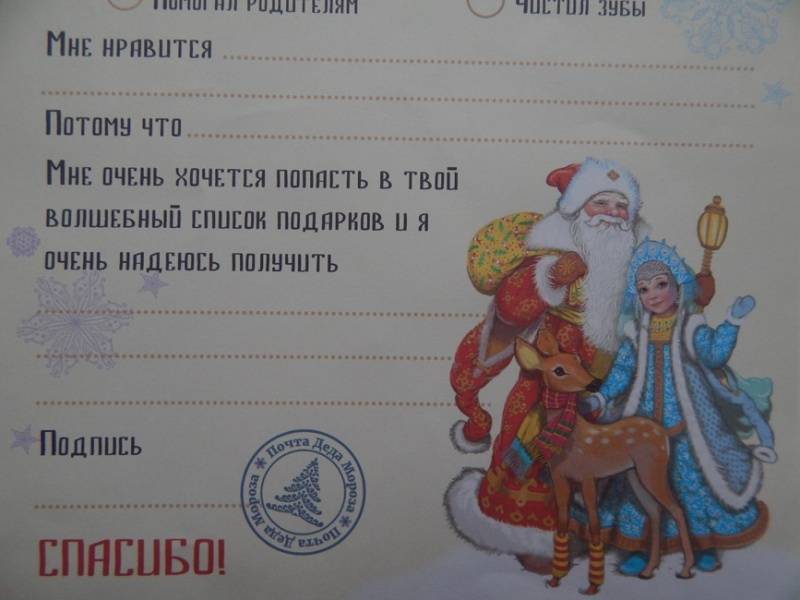 Помогал родителям Чистил зубы
Мне нравится
Потому что
Мне очень хочется попасть в твой
волшебный список подарков и я
очень надеюсь получить
Подпись
Почта Деда Мороза * Почта Деда Мороза *
СПАСИБО!